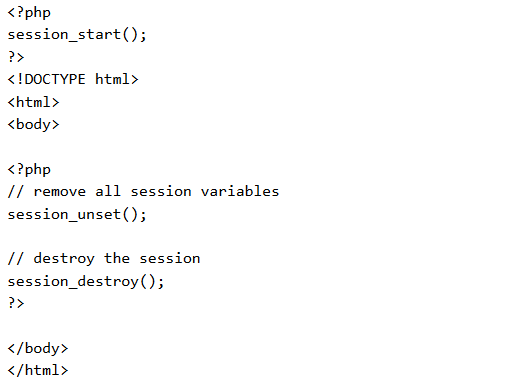 <?php
session_start();
?>
<!DOCTYPE html>
<html>
<body>
<?php
// remove all session variables
session_unset();
// destroy the session
session_destroy();
?>
</body>
</html>